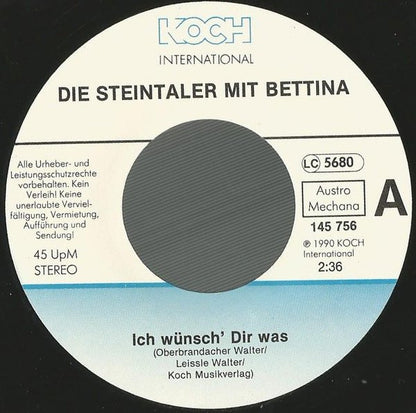 KOCH
INTERNATIONAL
DIE STEINTALER MIT BETTINA
Alle Urheber- und
Leistungsschutzrechte
vorbehalten. Kein
Verleih! Keine
unerlaubte Verviel-
fältigung, Vermietung,
Aufführung und
Sendung!
45 UpM
STEREO
LC 5680
Austro
Mechana
A
145 756
℗ 1990 KOCH
International
2:36
Ich wünsch' Dir was
(Oberbrandacher Walter/
Leissle Walter/
Koch Musikverlag)